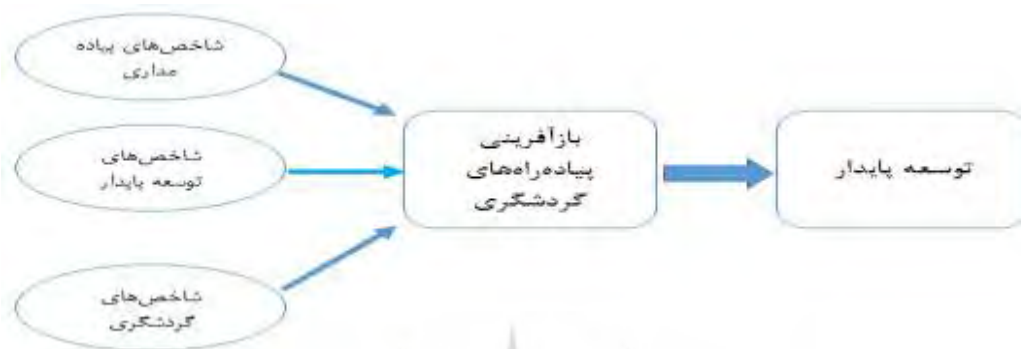 شاخص‌های پیاده
مداری
شاخص‌های
توسعه پایدار
شاخص‌های
گردشگری
بازآفرینی
پیاده‌راه‌های
گردشگری
توسعه پایدار